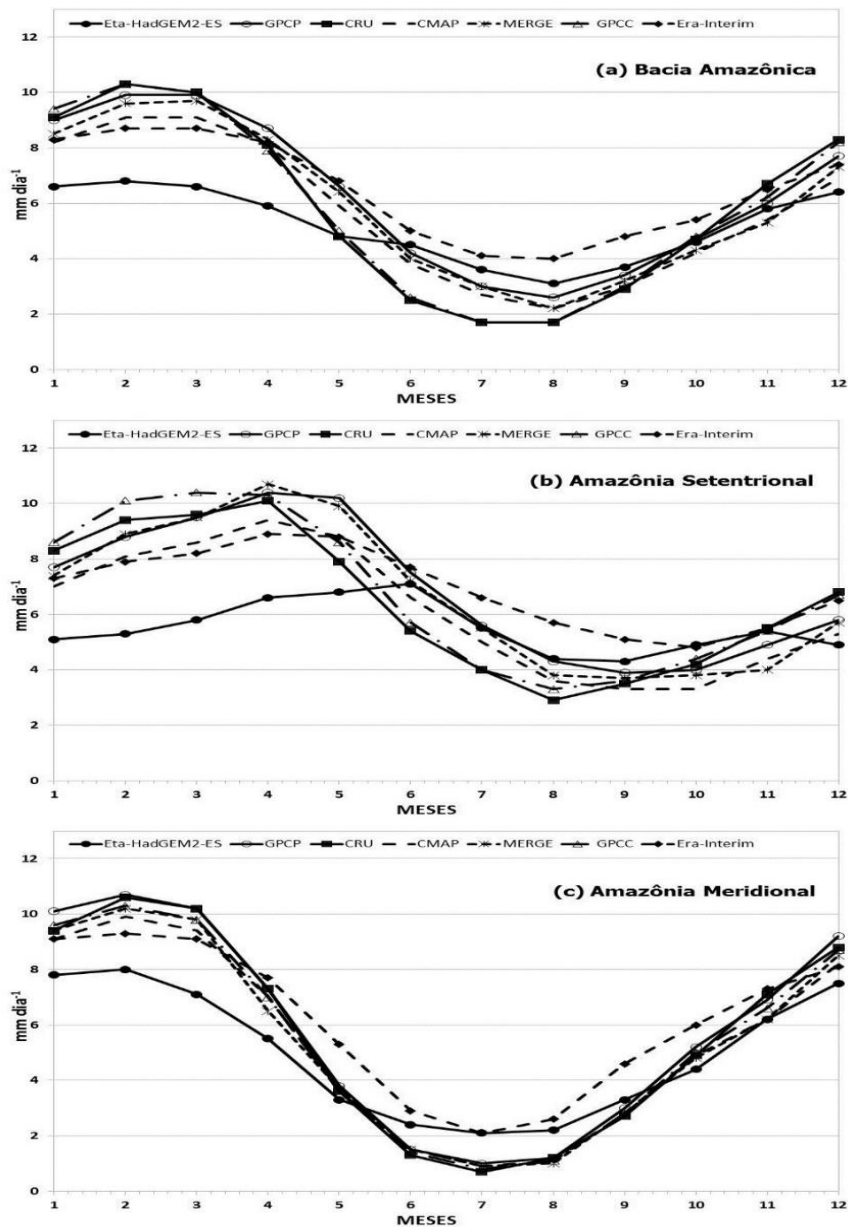 Eta-HadGEM2-ES GPCP CRU CMAP MERGE GPCC Era-Interim
(a) Bacia Amazônica
mm dia-1
12
10
8
6
4
2
0
1 2 3 4 5 6 7 8 9 10 11 12
MESES
Eta-HadGEM2-ES GPCP CRU CMAP MERGE GPCC Era-Interim
(b) Amazônia Setentrional
mm dia-1
12
10
8
6
4
2
0
1 2 3 4 5 6 7 8 9 10 11 12
MESES
Eta-HadGEM2-ES GPCP CRU CMAP MERGE GPCC Era-Interim
(c) Amazônia Meridional
mm dia-1
12
10
8
6
4
2
0
1 2 3 4 5 6 7 8 9 10 11 12
MESES